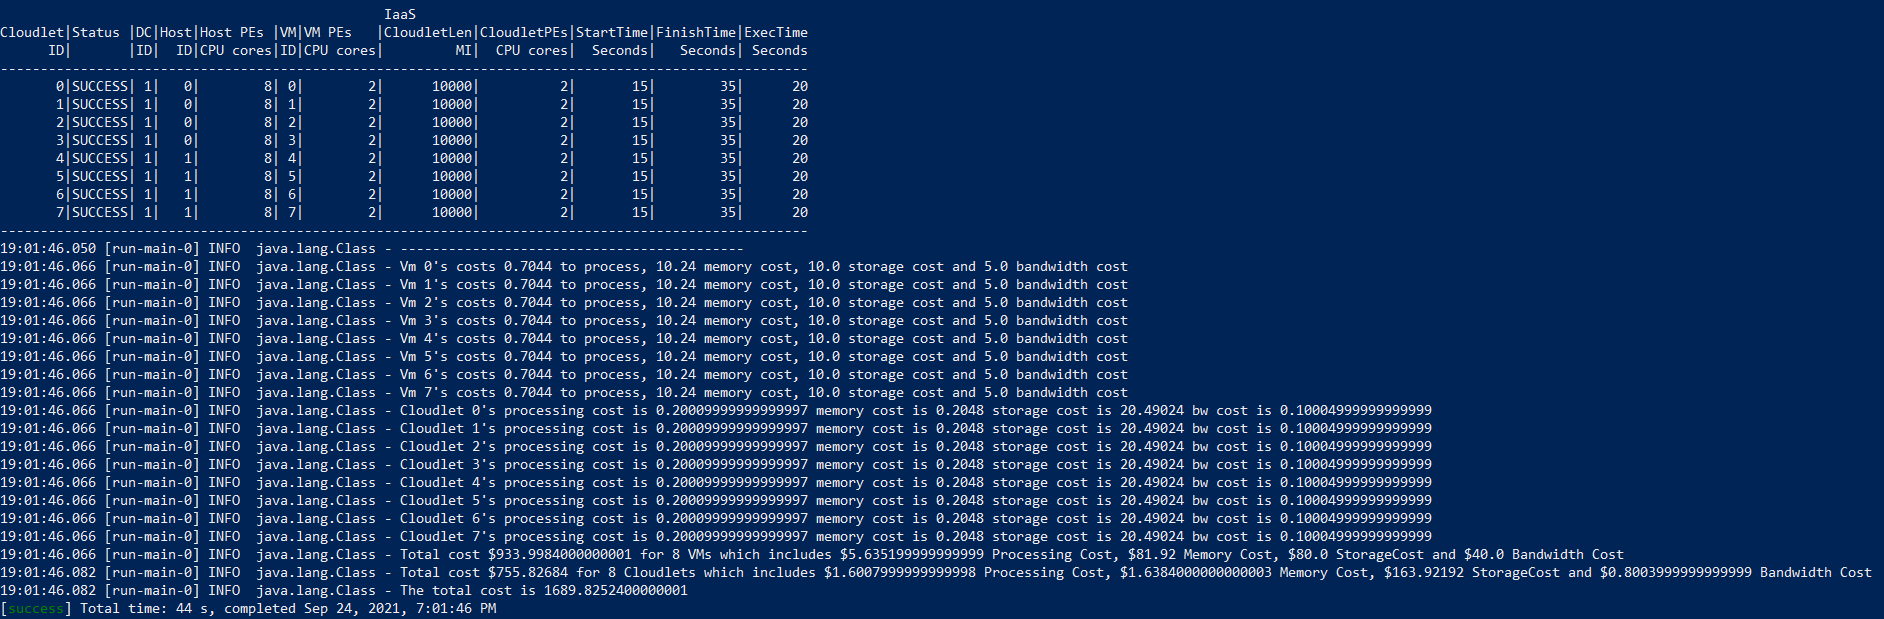 IaaS
Cloudlet|Status |DC|Host|Host PEs |VM|VM PEs   |CloudletLen|CloudletPEs|StartTime|FinishTime|ExecTime
      ID|       |ID|  ID|CPU cores|ID|CPU cores|         MI|  CPU cores|  Seconds|   Seconds| Seconds
-----------------------------------------------------------------------------------------------------
       0|SUCCESS| 1|   0|        8| 0|        2|      10000|          2|       15|        35|      20
       1|SUCCESS| 1|   0|        8| 1|        2|      10000|          2|       15|        35|      20
       2|SUCCESS| 1|   0|        8| 2|        2|      10000|          2|       15|        35|      20
       3|SUCCESS| 1|   0|        8| 3|        2|      10000|          2|       15|        35|      20
       4|SUCCESS| 1|   1|        8| 4|        2|      10000|          2|       15|        35|      20
       5|SUCCESS| 1|   1|        8| 5|        2|      10000|          2|       15|        35|      20
       6|SUCCESS| 1|   1|        8| 6|        2|      10000|          2|       15|        35|      20
       7|SUCCESS| 1|   1|        8| 7|        2|      10000|          2|       15|        35|      20
-----------------------------------------------------------------------------------------------------
19:01:46.050 [run-main-0] INFO  java.lang.Class - -------------------------------------------
19:01:46.066 [run-main-0] INFO  java.lang.Class - Vm 0's costs 0.7044 to process, 10.24 memory cost, 10.0 storage cost and 5.0 bandwidth cost
19:01:46.066 [run-main-0] INFO  java.lang.Class - Vm 1's costs 0.7044 to process, 10.24 memory cost, 10.0 storage cost and 5.0 bandwidth cost
19:01:46.066 [run-main-0] INFO  java.lang.Class - Vm 2's costs 0.7044 to process, 10.24 memory cost, 10.0 storage cost and 5.0 bandwidth cost
19:01:46.066 [run-main-0] INFO  java.lang.Class - Vm 3's costs 0.7044 to process, 10.24 memory cost, 10.0 storage cost and 5.0 bandwidth cost
19:01:46.066 [run-main-0] INFO  java.lang.Class - Vm 4's costs 0.7044 to process, 10.24 memory cost, 10.0 storage cost and 5.0 bandwidth cost
19:01:46.066 [run-main-0] INFO  java.lang.Class - Vm 5's costs 0.7044 to process, 10.24 memory cost, 10.0 storage cost and 5.0 bandwidth cost
19:01:46.066 [run-main-0] INFO  java.lang.Class - Vm 6's costs 0.7044 to process, 10.24 memory cost, 10.0 storage cost and 5.0 bandwidth cost
19:01:46.066 [run-main-0] INFO  java.lang.Class - Vm 7's costs 0.7044 to process, 10.24 memory cost, 10.0 storage cost and 5.0 bandwidth cost
19:01:46.066 [run-main-0] INFO  java.lang.Class - Cloudlet 0's processing cost is 0.20009999999999997 memory cost is 0.2048 storage cost is 20.49024 bw cost is 0.10004999999999999
19:01:46.066 [run-main-0] INFO  java.lang.Class - Cloudlet 1's processing cost is 0.20009999999999997 memory cost is 0.2048 storage cost is 20.49024 bw cost is 0.10004999999999999
19:01:46.066 [run-main-0] INFO  java.lang.Class - Cloudlet 2's processing cost is 0.20009999999999997 memory cost is 0.2048 storage cost is 20.49024 bw cost is 0.10004999999999999
19:01:46.066 [run-main-0] INFO  java.lang.Class - Cloudlet 3's processing cost is 0.20009999999999997 memory cost is 0.2048 storage cost is 20.49024 bw cost is 0.10004999999999999
19:01:46.066 [run-main-0] INFO  java.lang.Class - Cloudlet 4's processing cost is 0.20009999999999997 memory cost is 0.2048 storage cost is 20.49024 bw cost is 0.10004999999999999
19:01:46.066 [run-main-0] INFO  java.lang.Class - Cloudlet 5's processing cost is 0.20009999999999997 memory cost is 0.2048 storage cost is 20.49024 bw cost is 0.10004999999999999
19:01:46.066 [run-main-0] INFO  java.lang.Class - Cloudlet 6's processing cost is 0.20009999999999997 memory cost is 0.2048 storage cost is 20.49024 bw cost is 0.10004999999999999
19:01:46.066 [run-main-0] INFO  java.lang.Class - Cloudlet 7's processing cost is 0.20009999999999997 memory cost is 0.2048 storage cost is 20.49024 bw cost is 0.10004999999999999
19:01:46.066 [run-main-0] INFO  java.lang.Class - Total cost $933.9984000000001 for 8 VMs which includes $5.635199999999999 Processing Cost, $81.92 Memory Cost, $80.0 StorageCost and $40.0 Bandwidth Cost
19:01:46.082 [run-main-0] INFO  java.lang.Class - Total cost $755.82684 for 8 Cloudlets which includes $1.6007999999999998 Processing Cost, $1.6384000000000003 Memory Cost, $163.92192 StorageCost and $0.8003999999999999 Bandwidth Cost
19:01:46.082 [run-main-0] INFO  java.lang.Class - The total cost is 1689.8252400000001
[success] Total time: 44 s, completed Sep 24, 2021, 7:01:46 PM